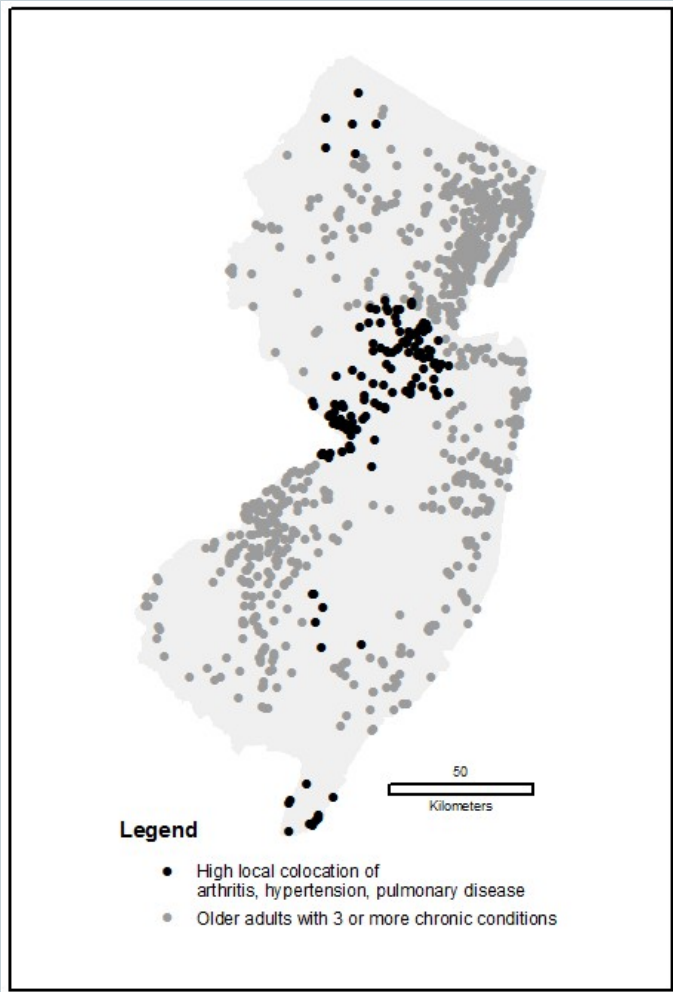 50
Kilometers
Legend
High local colocation of
arthritis, hypertension, pulmonary disease
Older adults with 3 or more chronic conditions